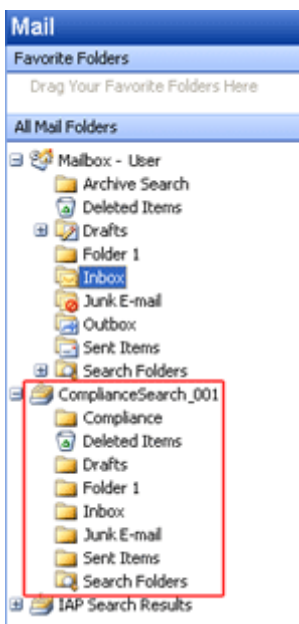 Mail
Favorite Folders
Drag Your Favorite Folders Here
All Mail Folders
Mailbox - User
Archive Search
Deleted Items
Drafts
Folder 1
Inbox
Junk E-mail
Outbox
Sent Items
Search Folders
ComplianceSearch_001
Compliance
Deleted Items
Drafts
Folder 1
Inbox
Junk E-mail
Sent Items
Search Folders
IAP Search Results